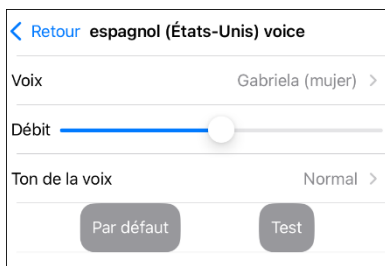 Retour espagnol (États-Unis) voice
Voix Gabriela (mujer)
Débit
Ton de la voix Normal
Par défaut Test